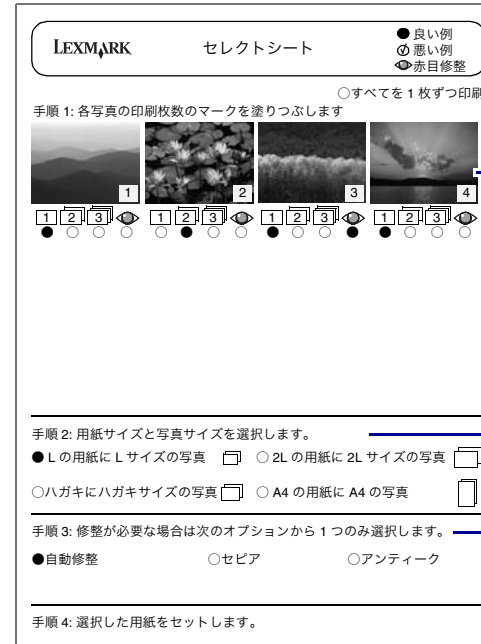 LEXMARK セレクトシート
●良い例
悪い例
赤目修整
○すべてを 1 枚ずつ印刷
手順 1: 各写真の印刷枚数のマークを塗りつぶします
1 2 3 4
1 2 3 1 2 3 1 2 3 1 2 3
手順 2: 用紙サイズと写真サイズを選択します。
● L の用紙に L サイズの写真 ○ 2L の用紙に 2L サイズの写真
○ハガキにハガキサイズの写真 ○ A4 の用紙に A4 の写真
手順 3: 修整が必要な場合は次のオプションから 1 つのみ選択します。
●自動修整 ○セピア ○アンティーク
手順 4: 選択した用紙をセットします。